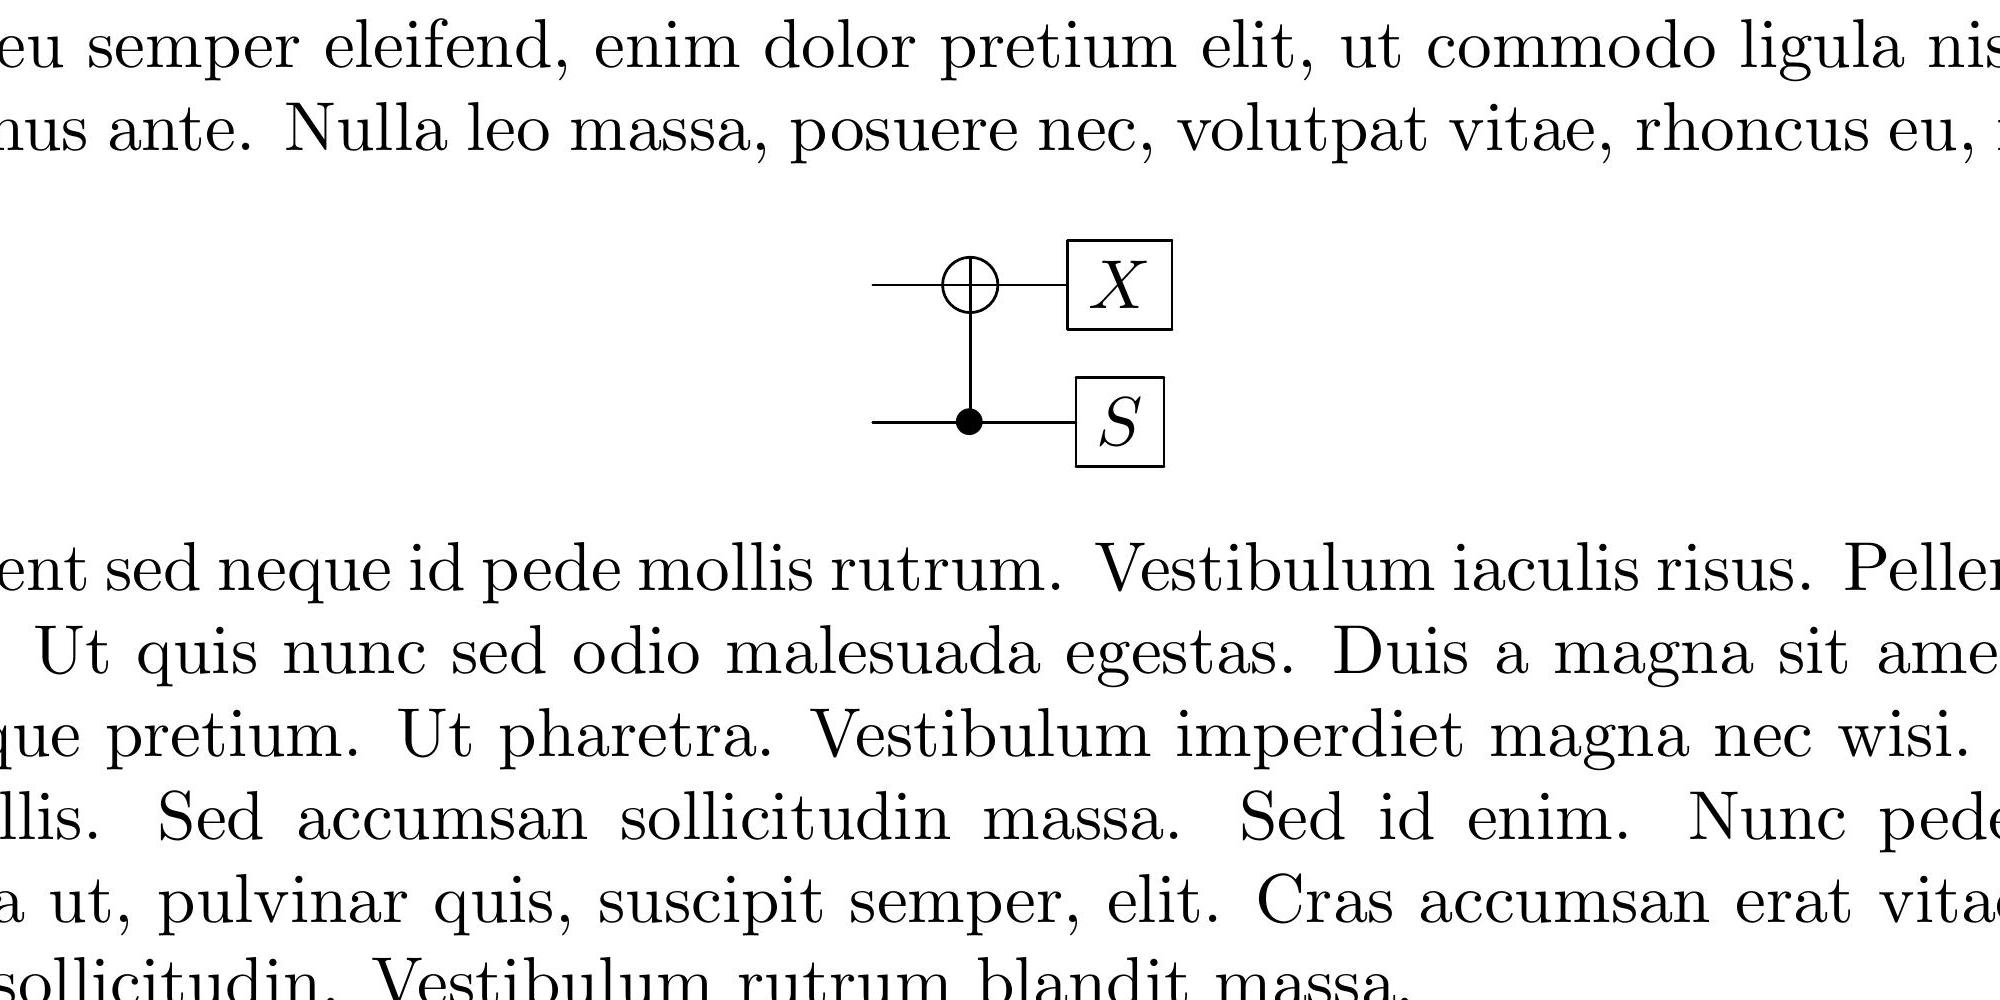 eu semper eleifend, enim dolor pretium elit, ut commodo ligula nis
nus ante. Nulla leo massa, posuere nec, volutpat vitae, rhoncus eu,
X
S
ent sed neque id pede mollis rutrum. Vestibulum iaculis risus. Pellen
Ut quis nunc sed odio malesuada egestas. Duis a magna sit ame
que pretium. Ut pharetra. Vestibulum imperdiet magna nec wisi.
llis. Sed accumsan sollicitudin massa. Sed id enim. Nunc pede
a ut, pulvinar quis, suscipit semper, elit. Cras accumsan erat vitae
sollicitudin. Vestibulum rutrum blandit massa.